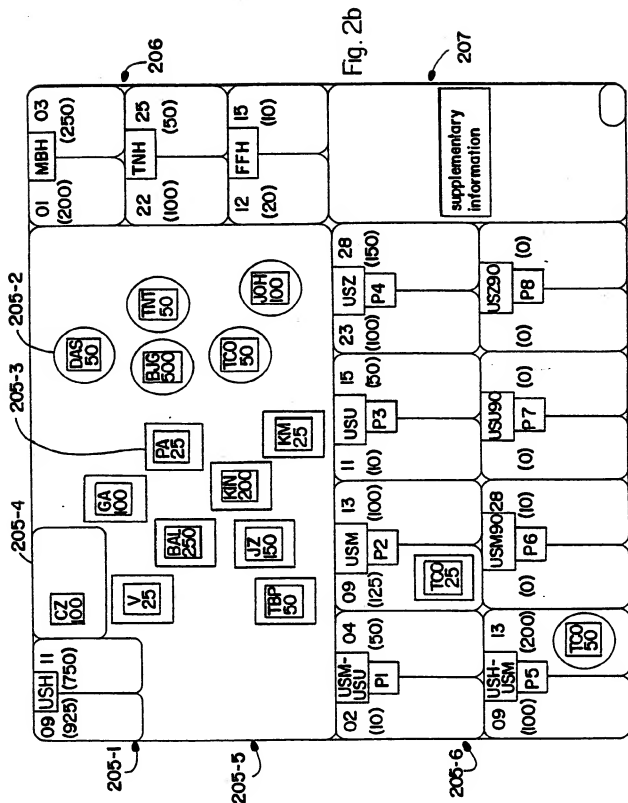 Fig. 2b
205-4
205-3
205-2
206
09 USH 11
(925) (750)
CZ
100
V
25
GA
100
PA
25
DAS
50
TNT
50
BJG
500
BAL
250
KIN
200
TCO
50
JOH
100
TBP
50
JZ
150
KM
25
01 MBH 03
(200) (250)
22 TNH 25
(100) (50)
12 FFH 15
(20) (10)
205-1
205-5
205-6
207
02 USM-USU 04
(10) P1 (50)
09 USM 13
(125) P2 (100)
TCO
25
11 USU 15
(10) P3 (50)
23 USZ 28
(100) P4 (150)
09 USH-USM 13
(100) P5 (200)
TCO
50
USM90 28
(0) P6 (10)
USU90
(0) P7 (0)
USZ90
(0) P8 (0)
supplementary
information